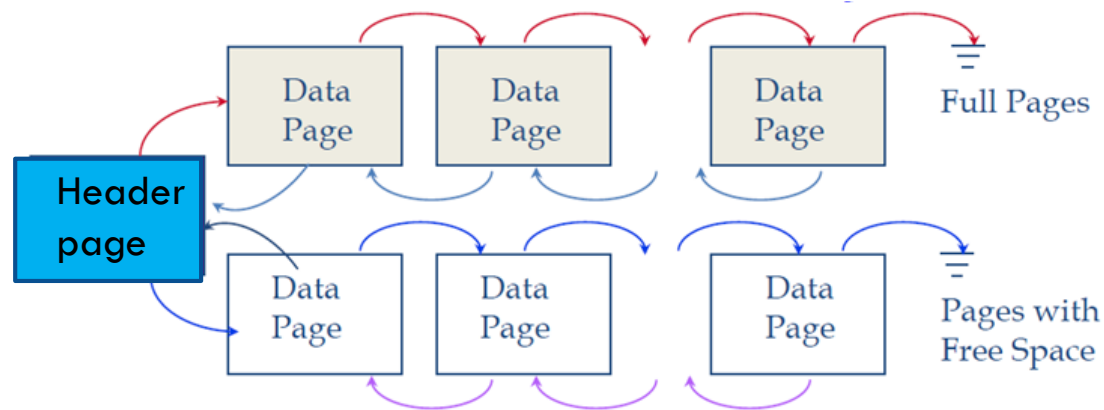 Data
Page
Data
Page
Data
Page
Full Pages
Header
page
Data
Page
Data
Page
Data
Page
Pages with
Free Space